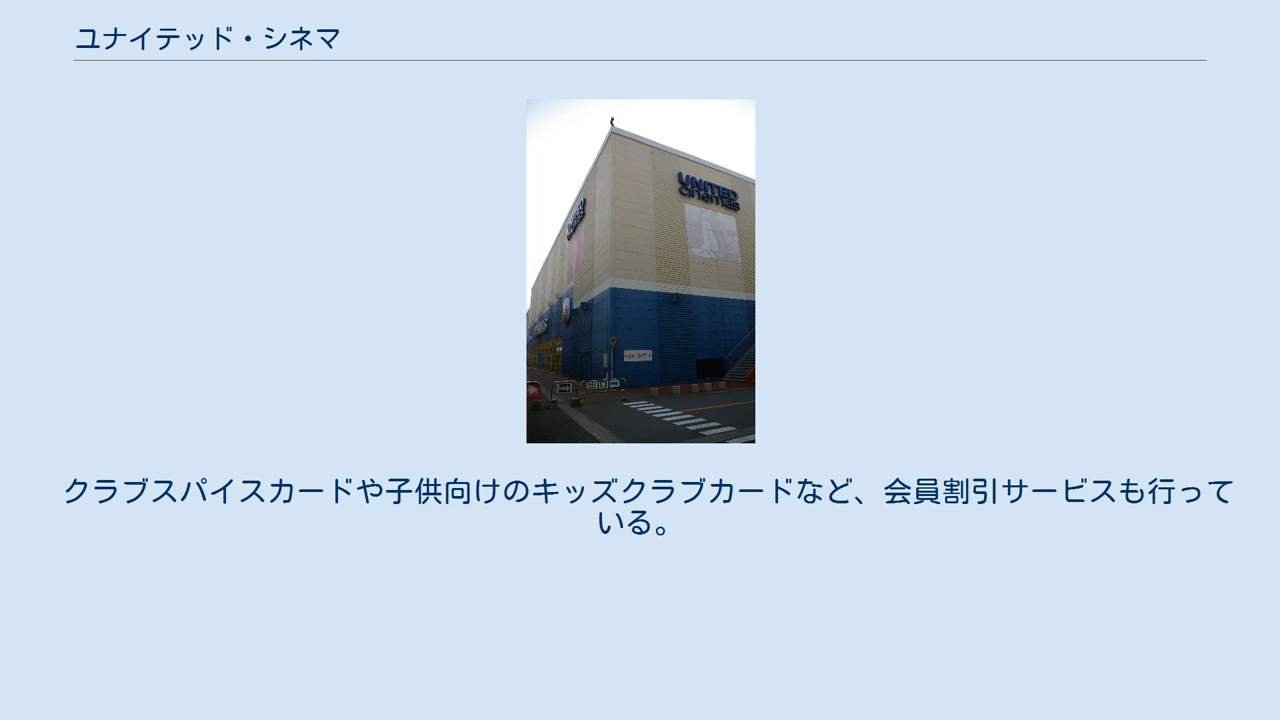 ユナイテッド・シネマ
UNITED
cinemas
クラブスパイスカードや子供向けのキッズクラブカードなど、会員割引サービスも行って
いる。